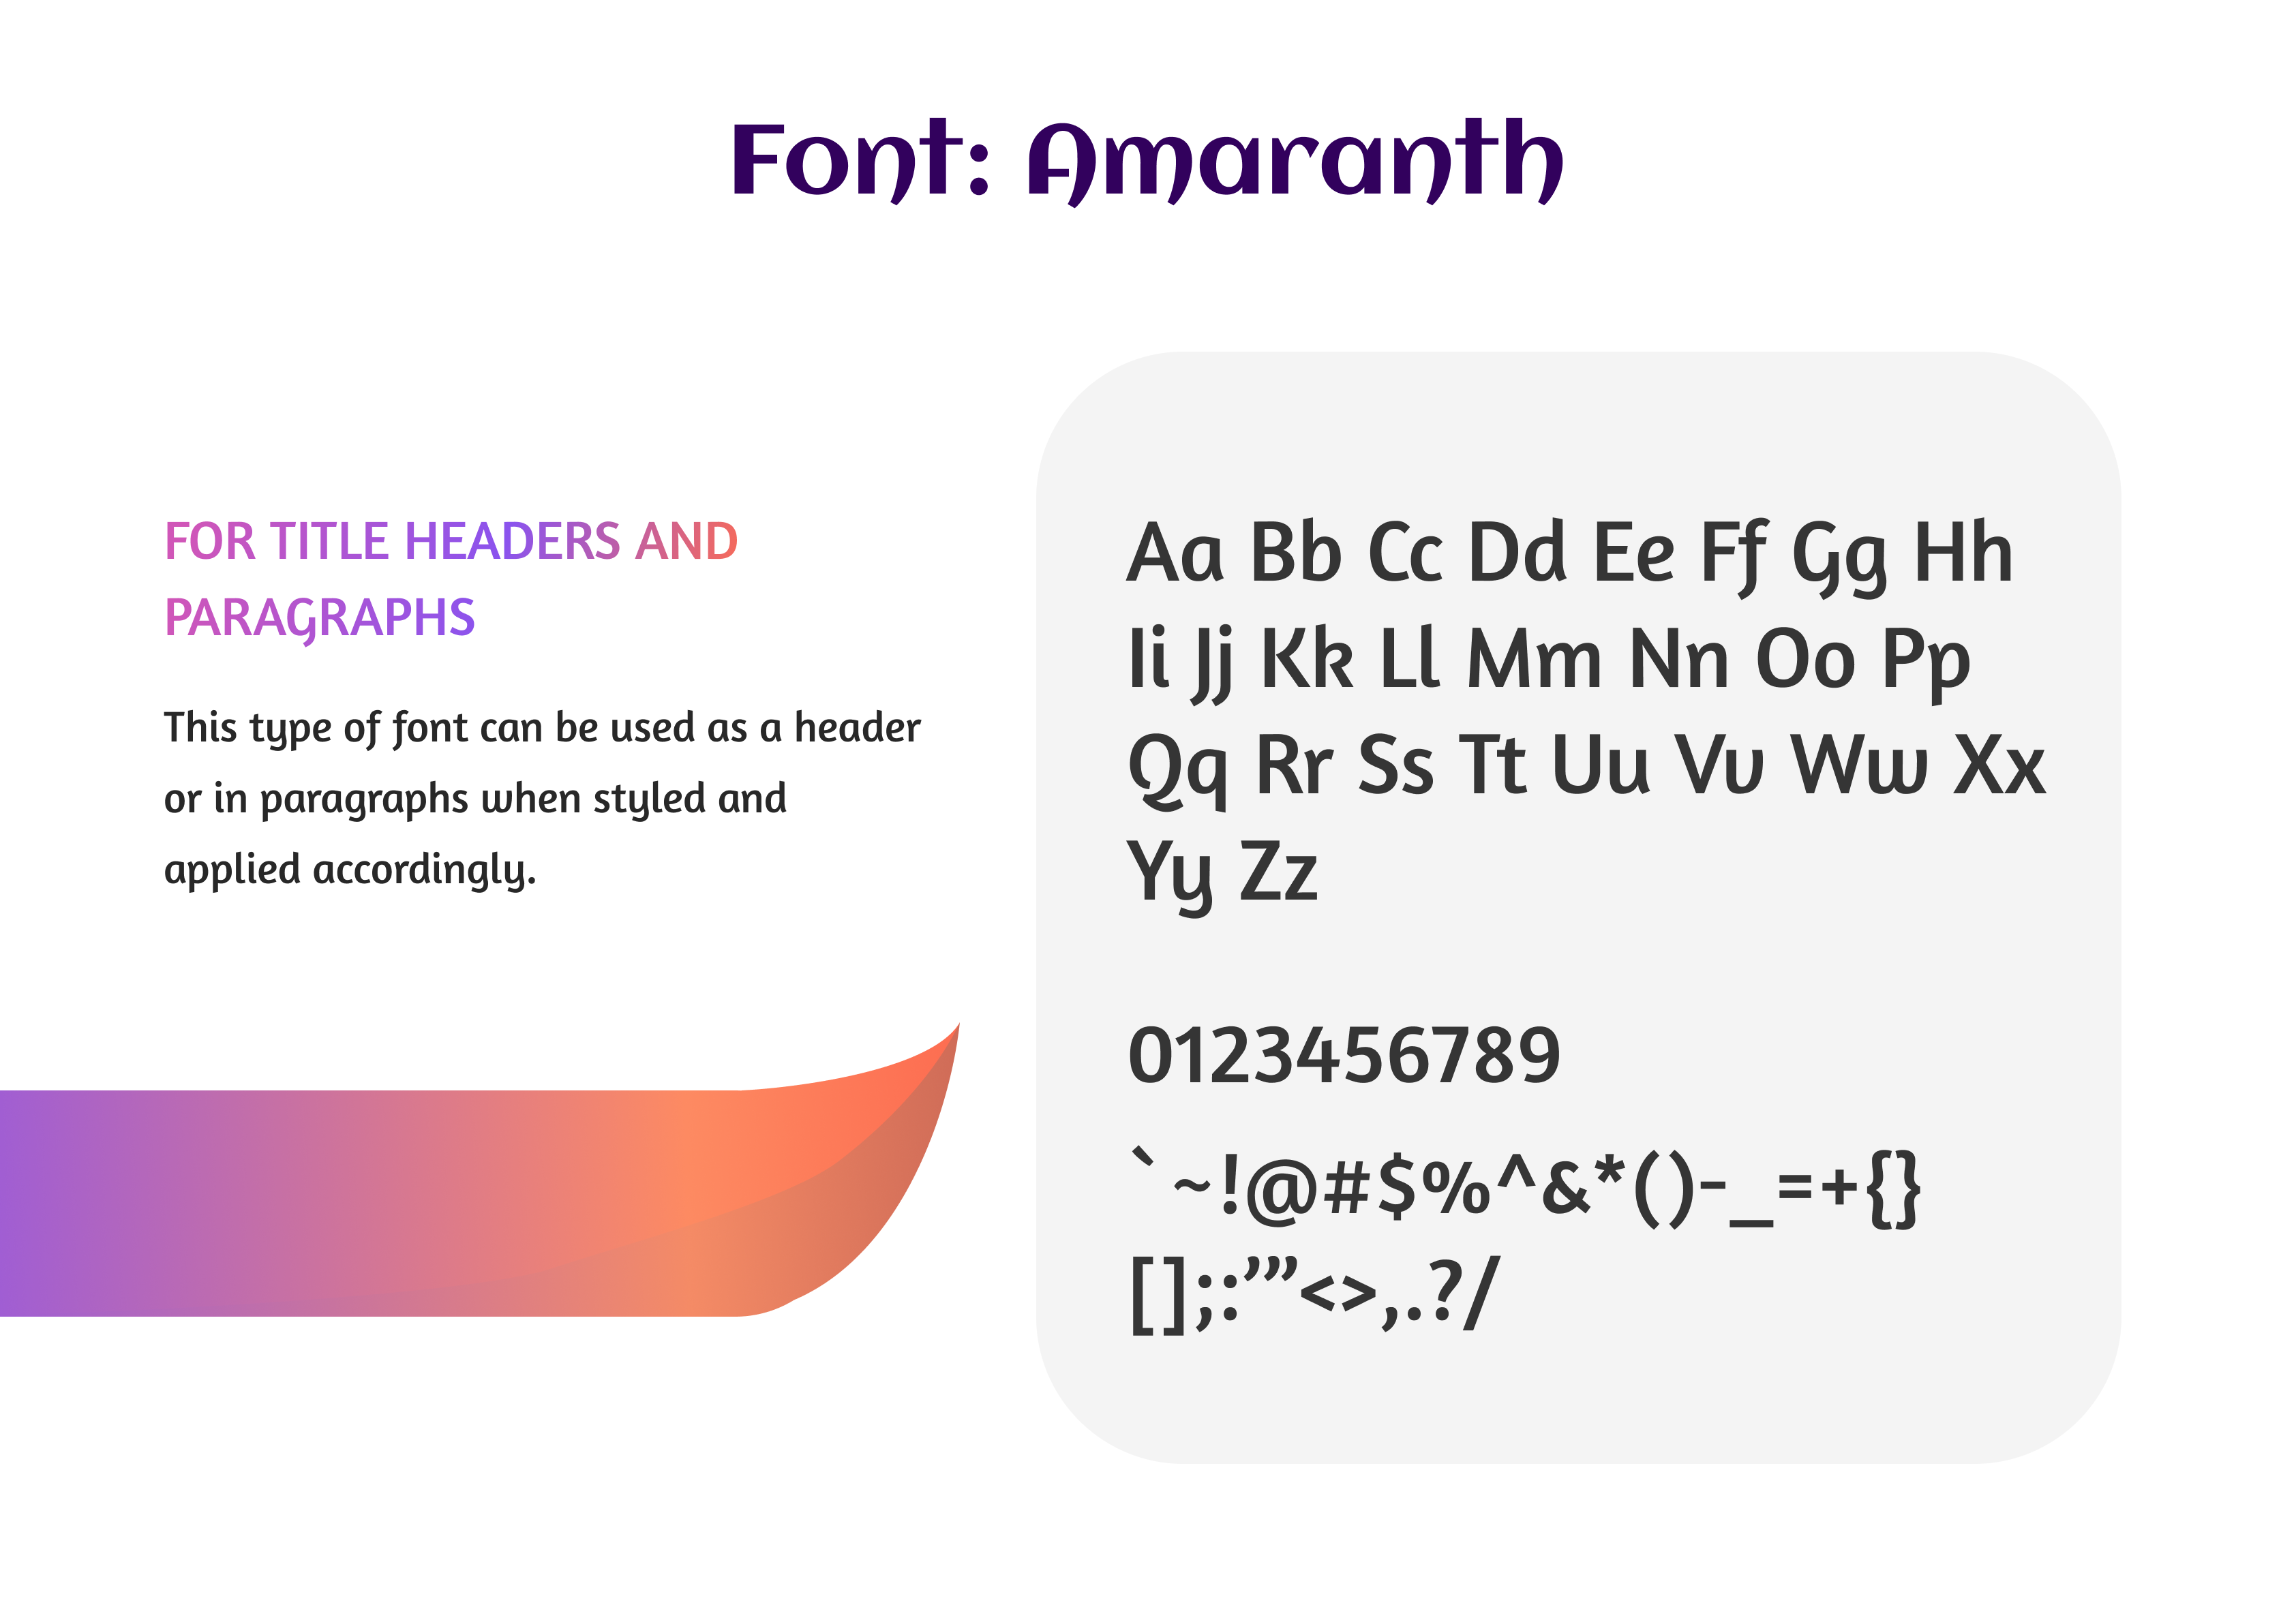 Font: Amaranth
FOR TITLE HEADERS AND
PARAGRAPHS
This type of font can be used as a header
or in paragraphs when styled and
applied accordingly.
Aa Bb Cc Dd Ee Ff Gg Hh
Ii Jj Kk Ll Mm Nn Oo Pp
Qq Rr Ss Tt Uu Vv Ww Xx
Yy Zz
0123456789
`~!@#$%^&*()-_=+{}
[];:’”<>,.?/